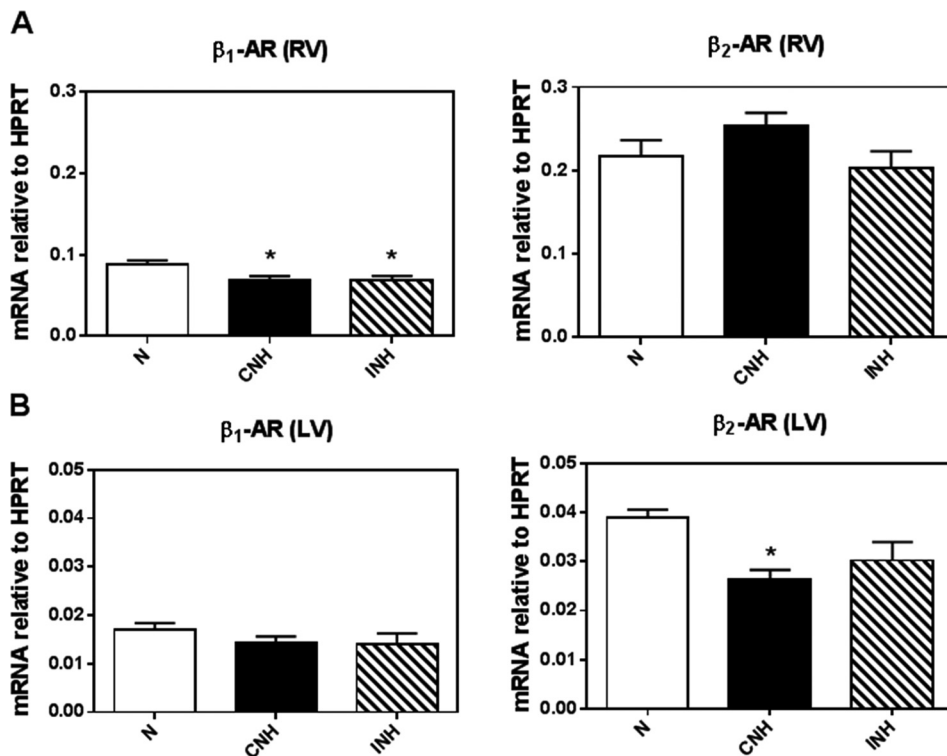 A
β₁-AR (RV)
mRNA relative to HPRT
0.3
0.2
0.1
0.0
*
*
N
CNH
INH
β₂-AR (RV)
mRNA relative to HPRT
0.3
0.2
0.1
0.0
N
CNH
INH
B
β₁-AR (LV)
mRNA relative to HPRT
0.05
0.04
0.03
0.02
0.01
0.00
N
CNH
INH
β₂-AR (LV)
mRNA relative to HPRT
0.05
0.04
0.03
0.02
0.01
0.00
*
N
CNH
INH